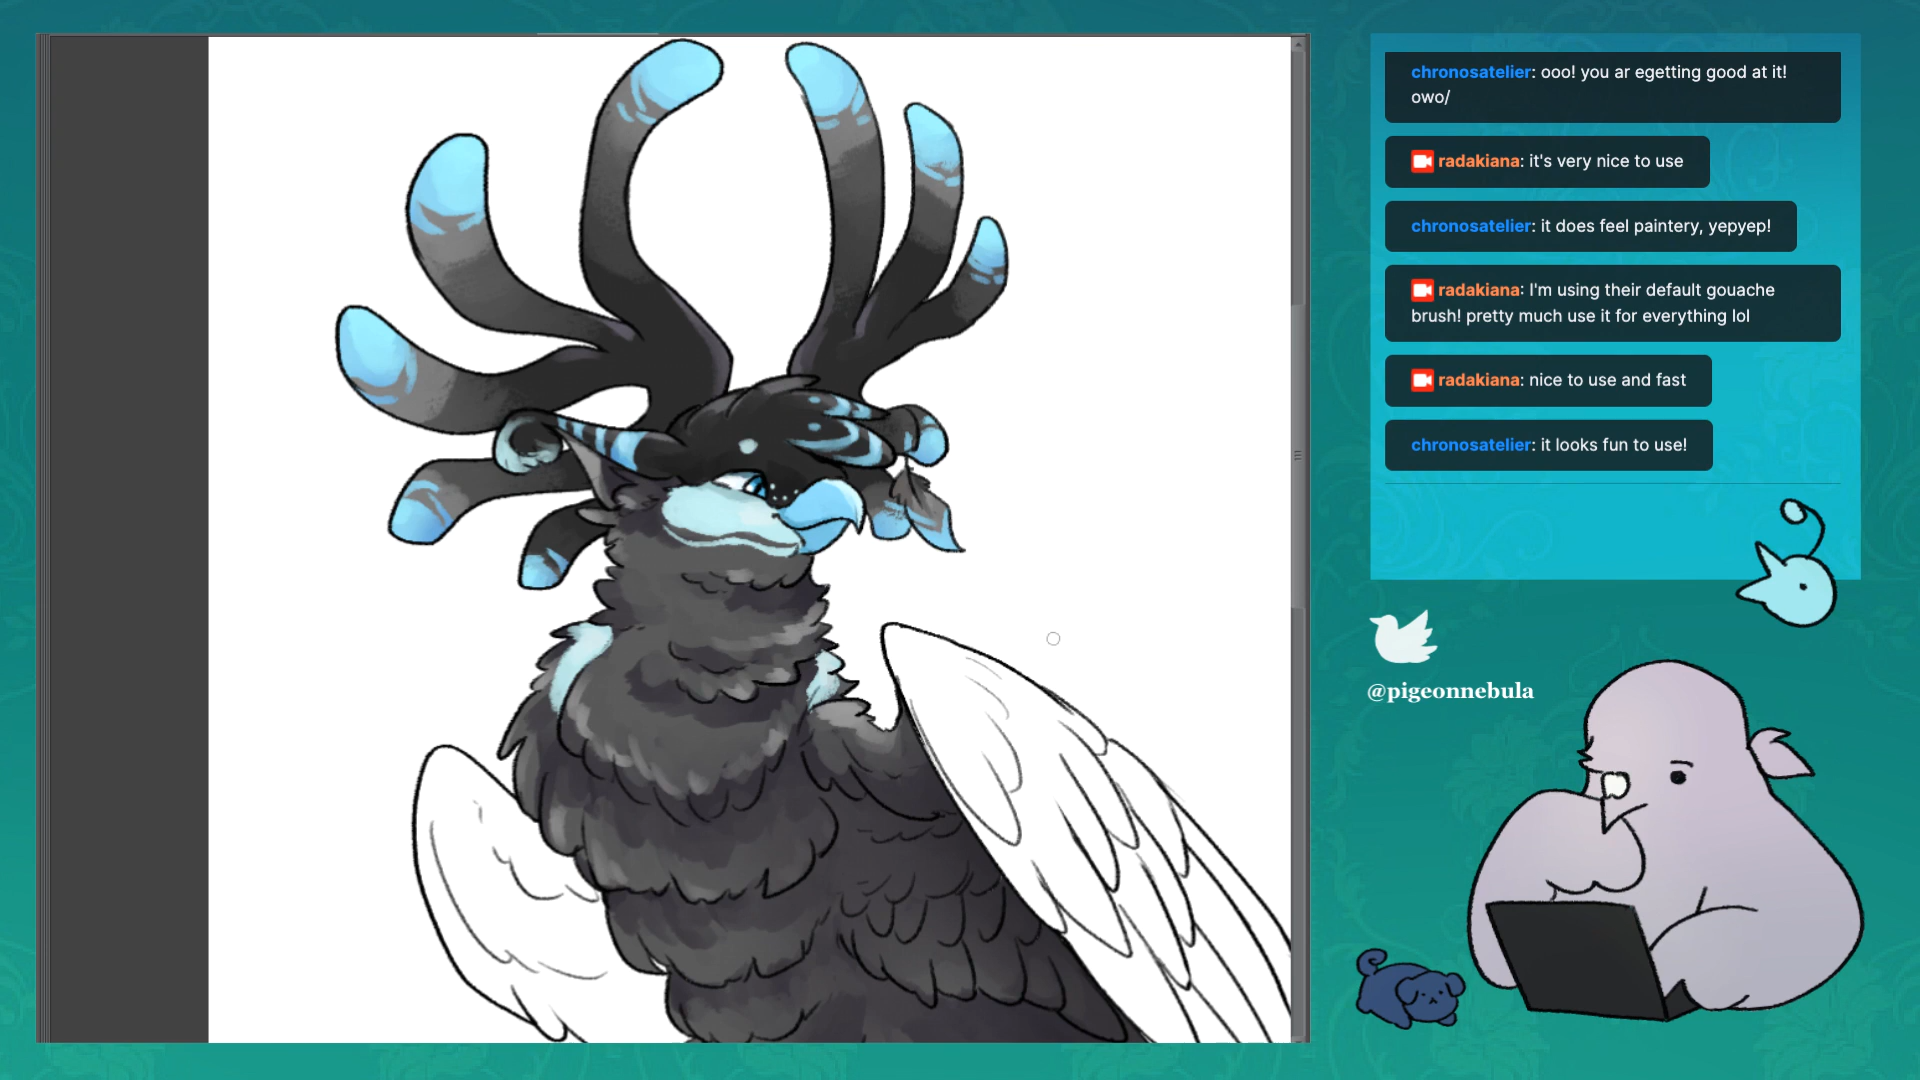 chronosatelier: ooo! you ar egetting good at it!
owo/
radakiana: it's very nice to use
chronosatelier: it does feel paintery, yepyep!
radakiana: I'm using their default gouache
brush! pretty much use it for everything lol
radakiana: nice to use and fast
chronosatelier: it looks fun to use!
@pigeonnebula